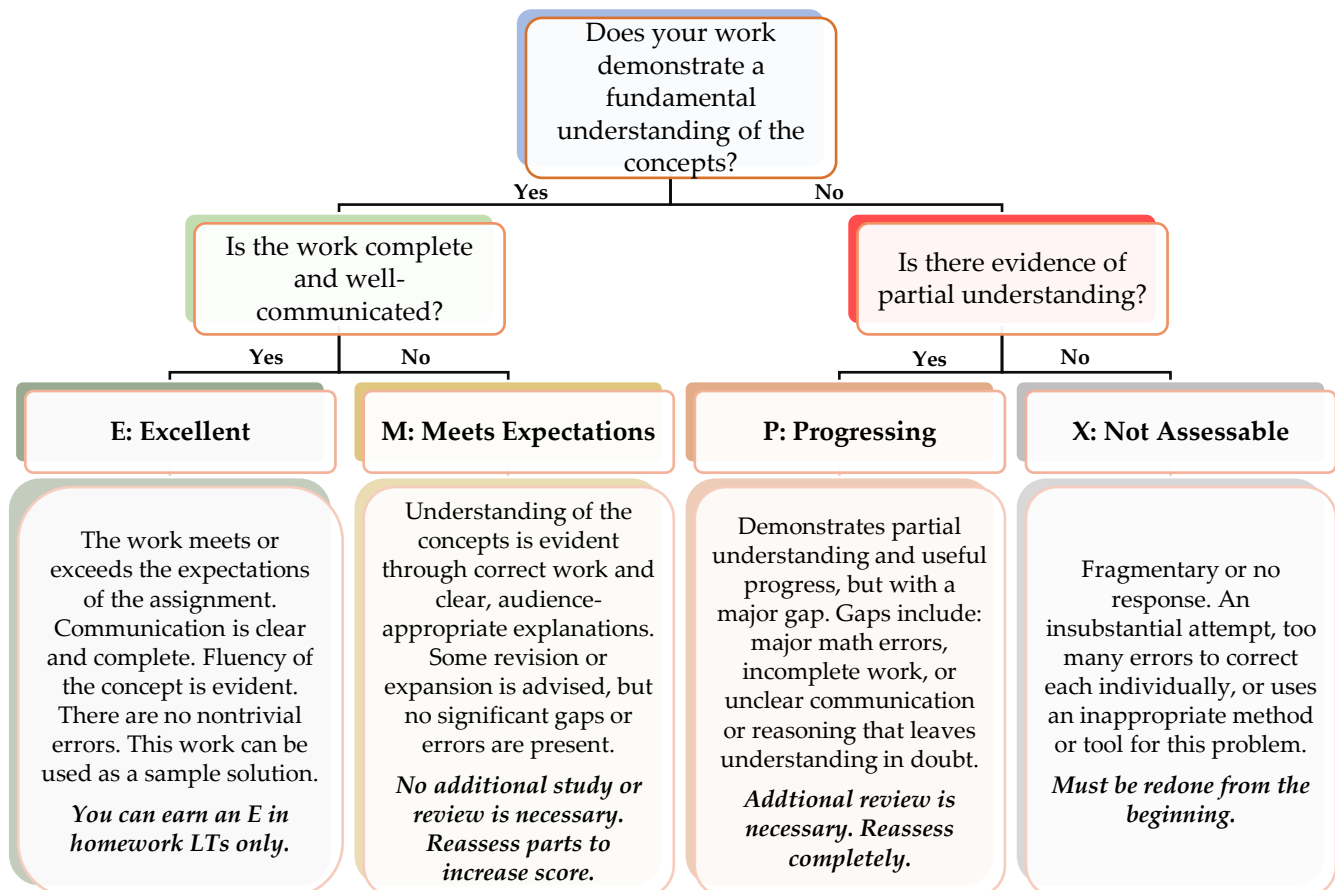 Does your work
demonstrate a
fundamental
understanding of the
concepts?
Yes
No
Is the work complete
and well-
communicated?
Is there evidence of
partial understanding?
Yes
No
Yes
No
E: Excellent
M: Meets Expectations
P: Progressing
X: Not Assessable
The work meets or
exceeds the expectations
of the assignment.
Communication is clear
and complete. Fluency of
the concept is evident.
There are no nontrivial
errors. This work can be
used as a sample solution.
You can earn an E in
homework LTs only.
Understanding of the
concepts is evident
through correct work and
clear, audience-
appropriate explanations.
Some revision or
expansion is advised, but
no significant gaps or
errors are present.
No additional study or
review is necessary.
Reassess parts to
increase score.
Demonstrates partial
understanding and useful
progress, but with a
major gap. Gaps include:
major math errors,
incomplete work, or
unclear communication
or reasoning that leaves
understanding in doubt.
Addtional review is
necessary. Reassess
completely.
Fragmentary or no
response. An
insubstantial attempt, too
many errors to correct
each individually, or uses
an inappropriate method
or tool for this problem.
Must be redone from the
beginning.